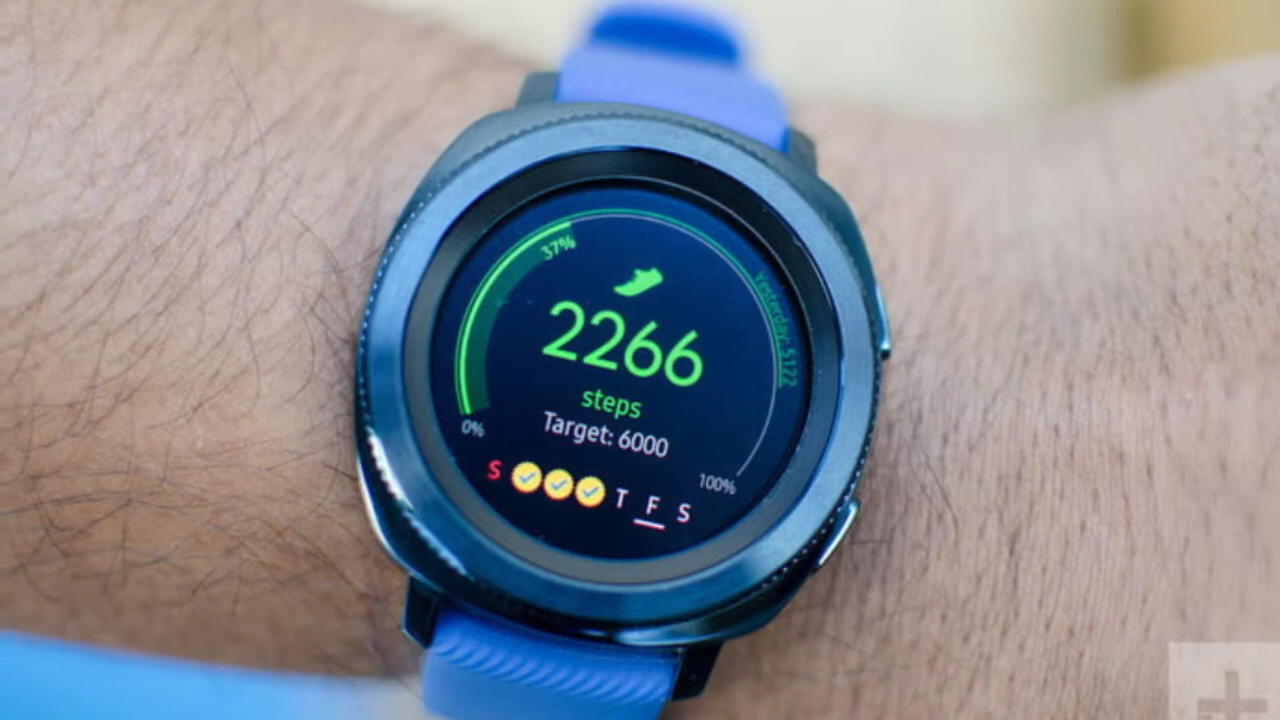 37%
Yesterday: 5122
2266
steps
Target: 6000
0%
100%
S T F S